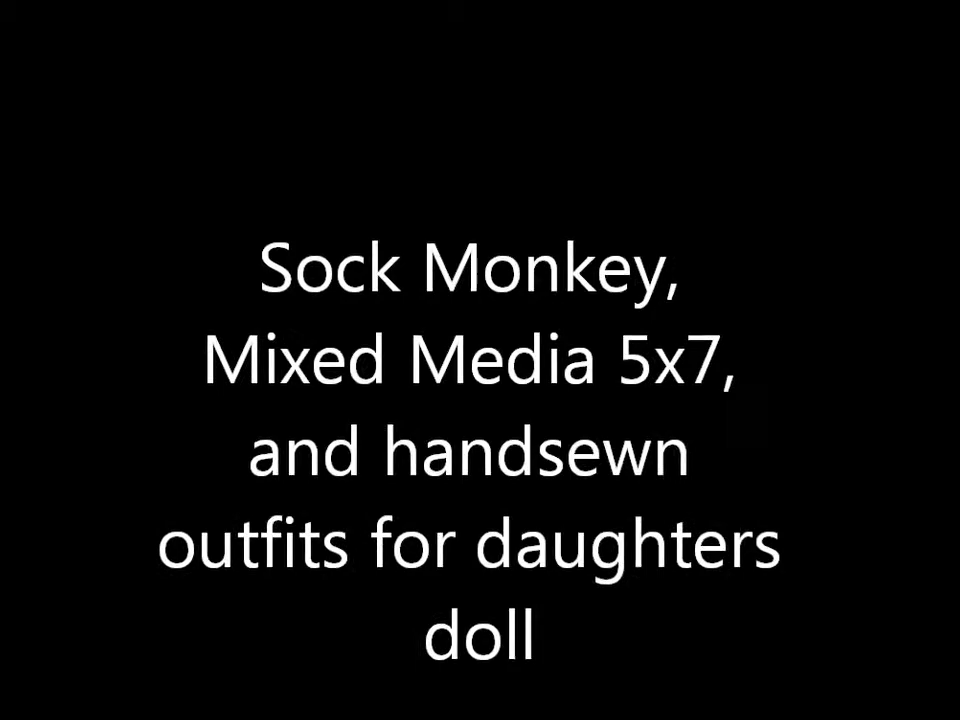 Sock Monkey,
Mixed Media 5x7,
and handsewn
outfits for daughters
doll